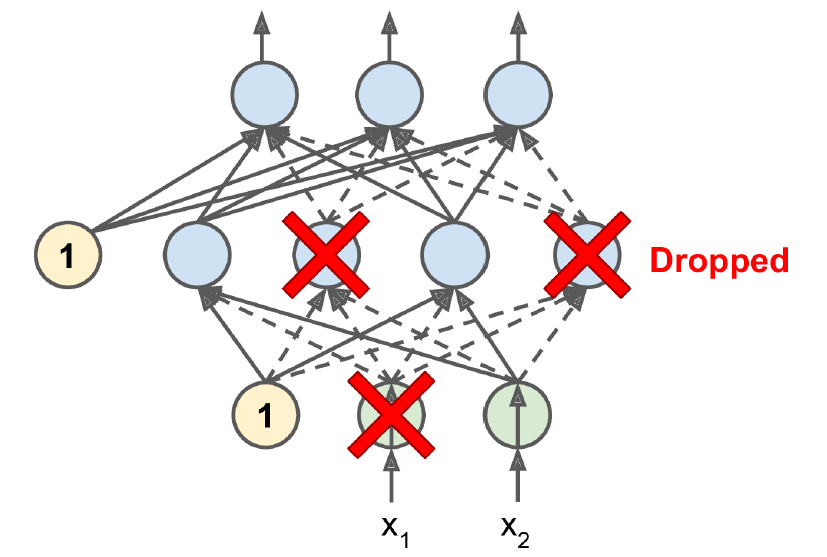 1
Dropped
1
x₁ x₂